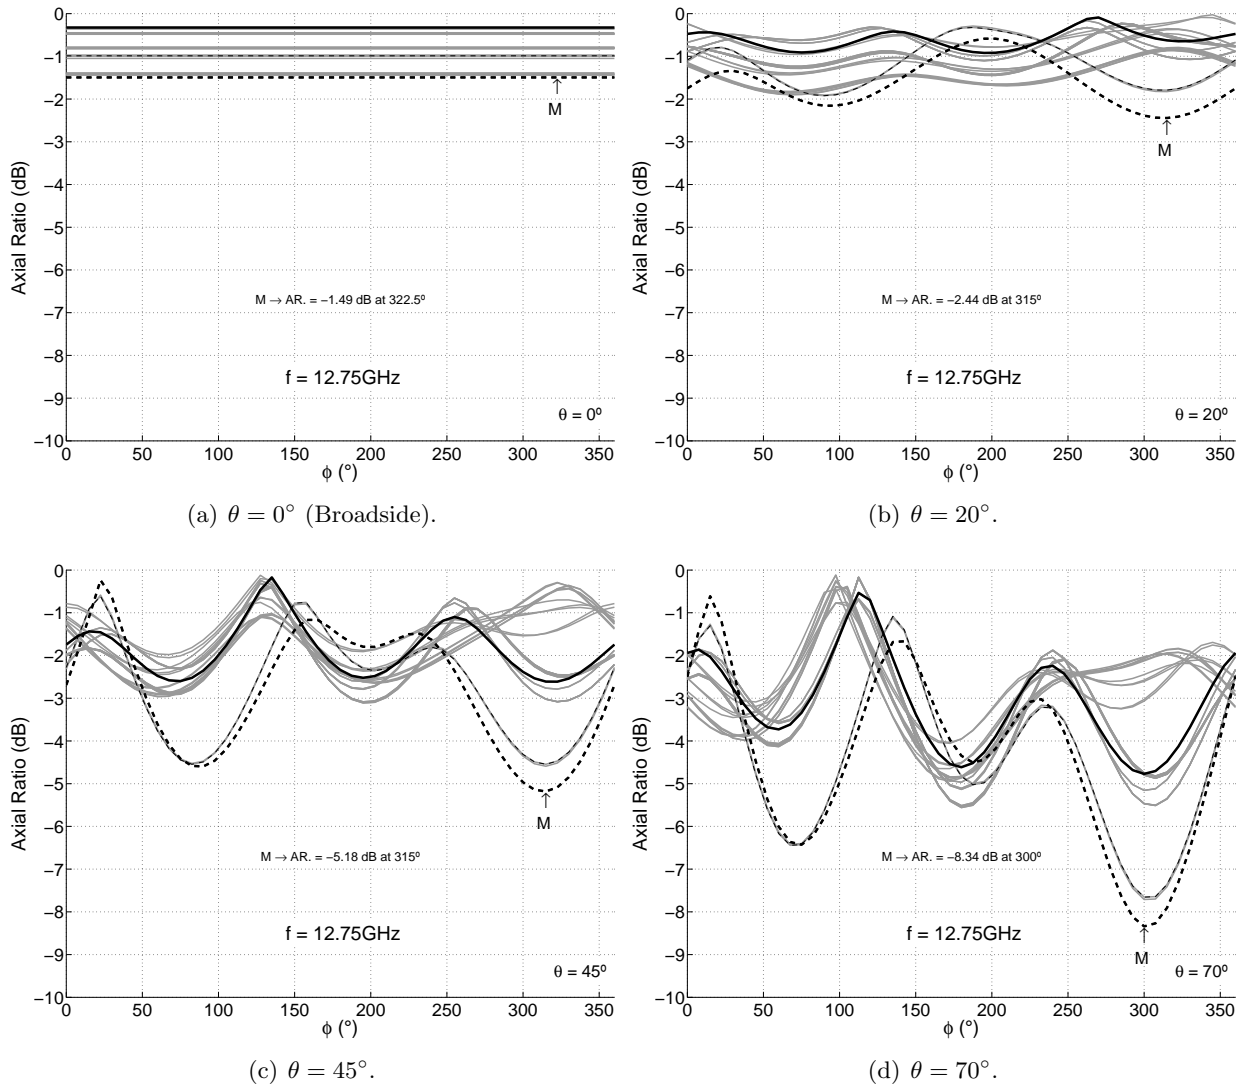 0
−1
−2
−3
−4
−5
−6
−7
−8
−9
−10
Axial Ratio (dB)
M
M → AR. = −1.49 dB at 322.5º
f = 12.75GHz
θ = 0º
0 50 100 150 200 250 300 350
ϕ (°)
(a) θ = 0° (Broadside).
0
−1
−2
−3
−4
−5
−6
−7
−8
−9
−10
Axial Ratio (dB)
M
M → AR. = −2.44 dB at 315º
f = 12.75GHz
θ = 20º
0 50 100 150 200 250 300 350
ϕ (°)
(b) θ = 20°.
0
−1
−2
−3
−4
−5
−6
−7
−8
−9
−10
Axial Ratio (dB)
M
M → AR. = −5.18 dB at 315º
f = 12.75GHz
θ = 45º
0 50 100 150 200 250 300 350
ϕ (°)
(c) θ = 45°.
0
−1
−2
−3
−4
−5
−6
−7
−8
−9
−10
Axial Ratio (dB)
M → AR. = −8.34 dB at 300º
f = 12.75GHz
M
θ = 70º
0 50 100 150 200 250 300 350
ϕ (°)
(d) θ = 70°.